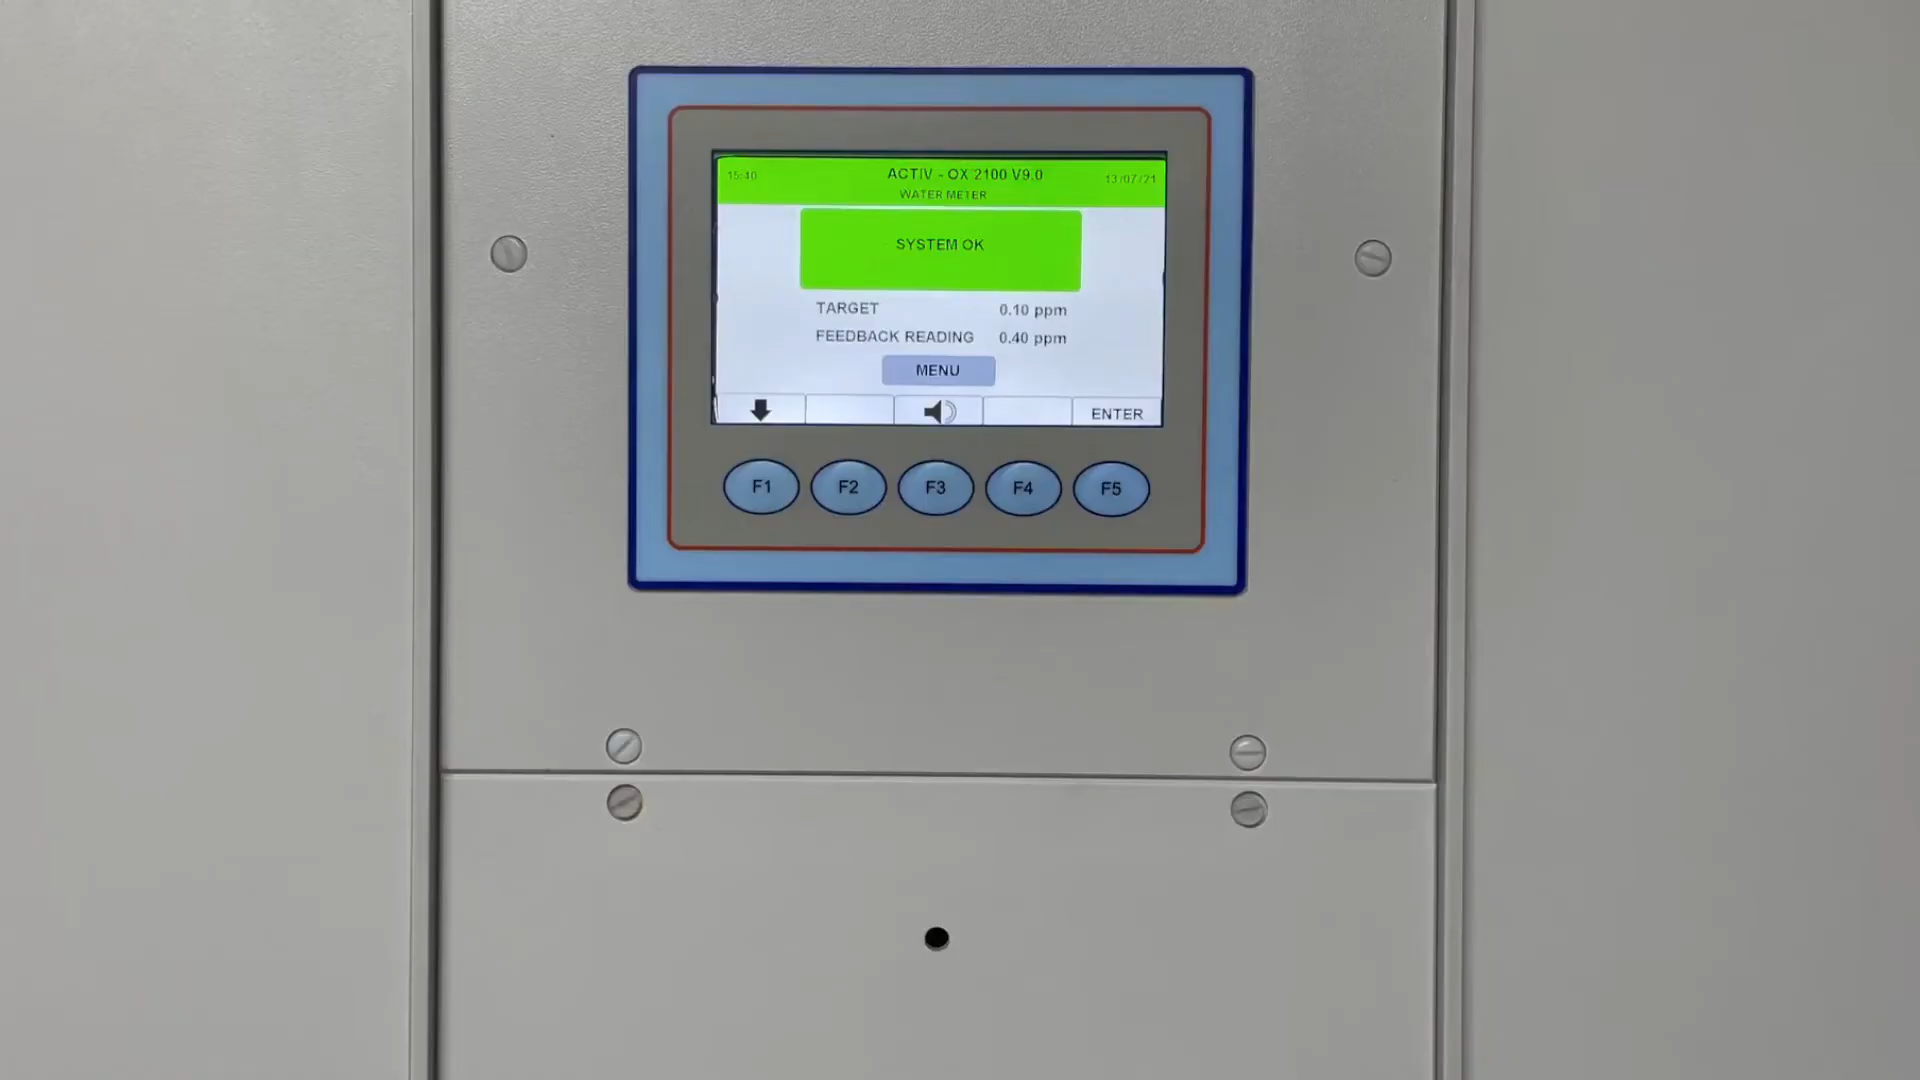 15:40
ACTIV - OX 2100 V9.0
13/07/21
WATER METER
SYSTEM OK
TARGET 0.10 ppm
FEEDBACK READING 0.40 ppm
MENU
ENTER
F1 F2 F3 F4 F5